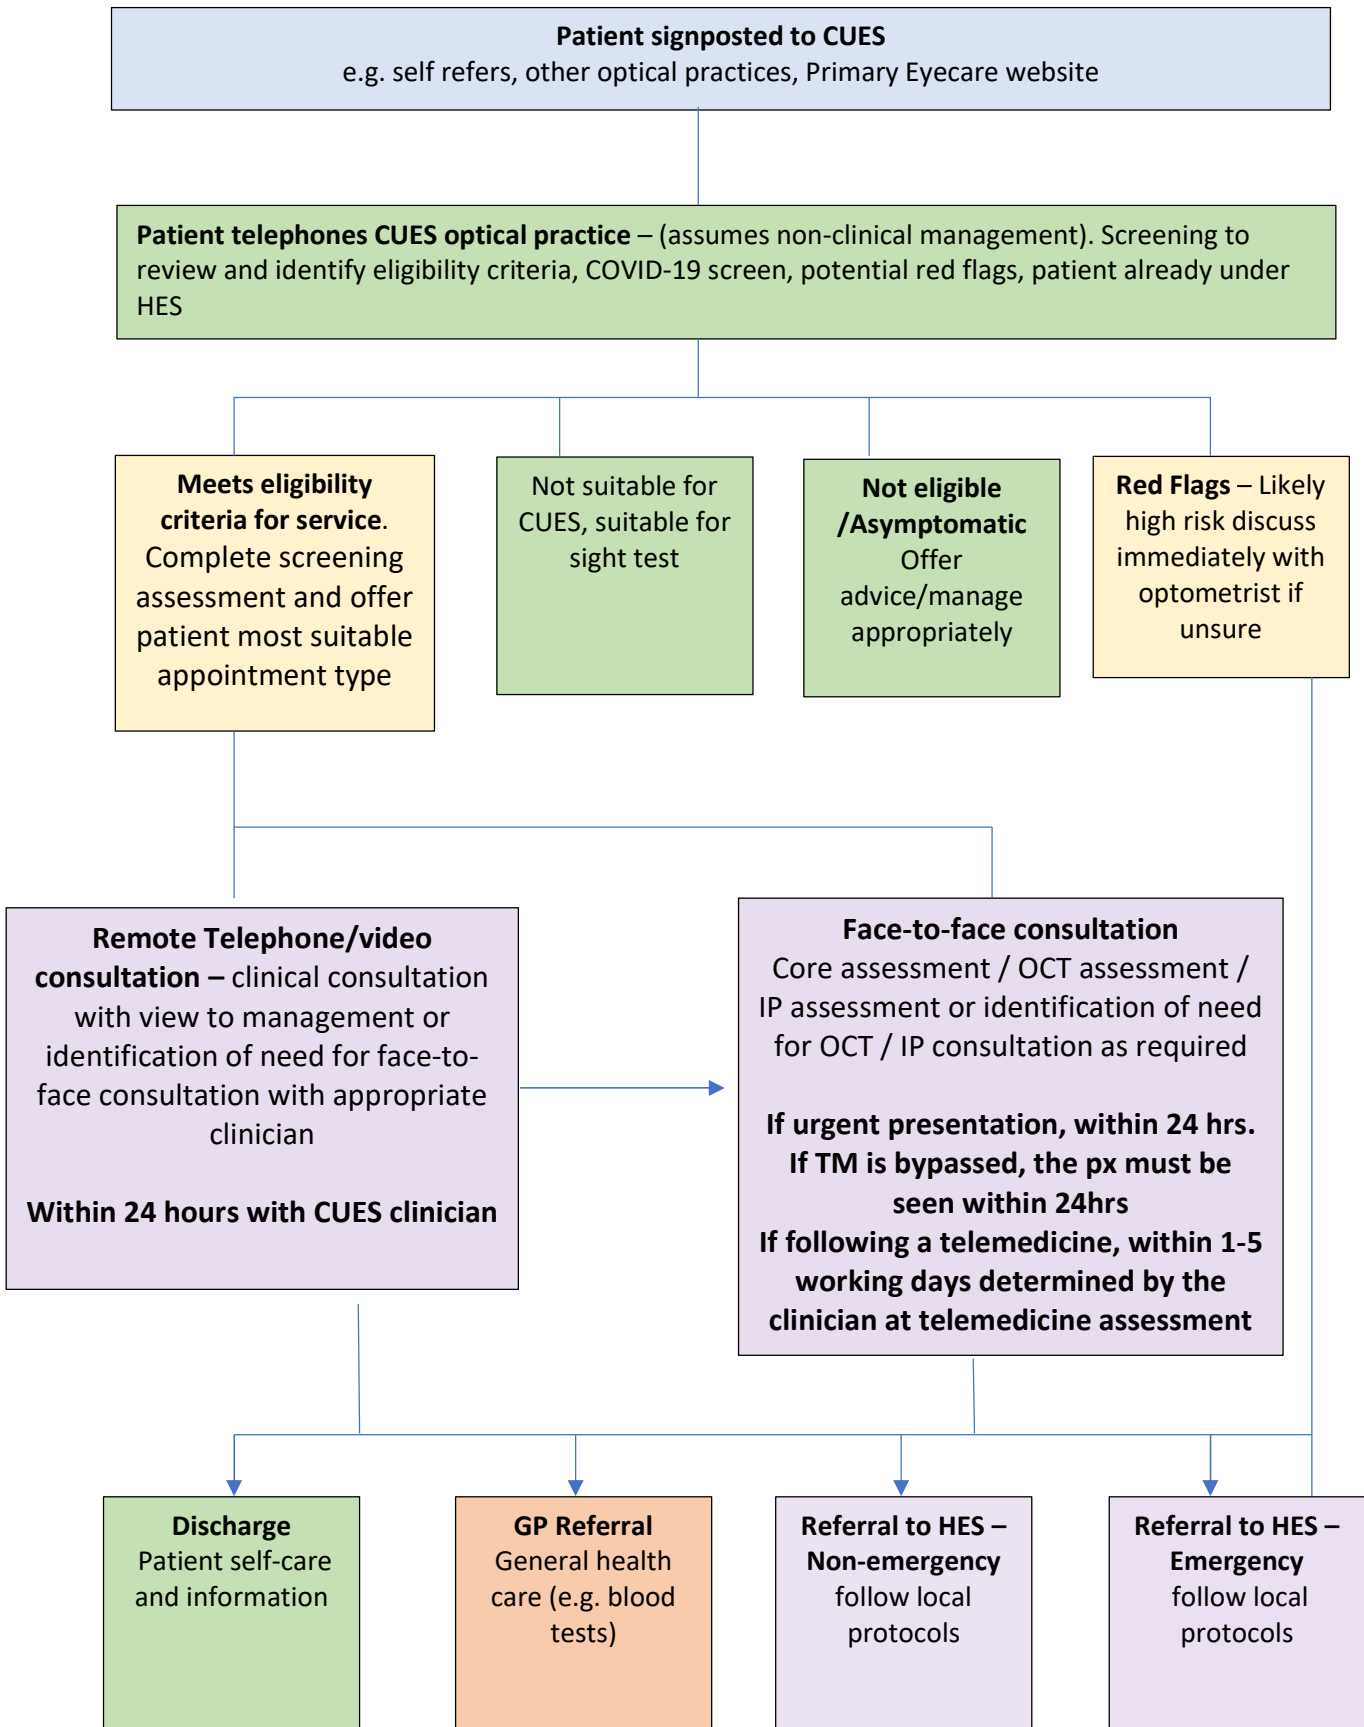 Patient signposted to CUES
e.g. self refers, other optical practices, Primary Eyecare website
Patient telephones CUES optical practice – (assumes non-clinical management). Screening to
review and identify eligibility criteria, COVID-19 screen, potential red flags, patient already under
HES
Meets eligibility
criteria for service.
Complete screening
assessment and offer
patient most suitable
appointment type
Not suitable for
CUES, suitable for
sight test
Not eligible
/Asymptomatic
Offer
advice/manage
appropriately
Red Flags – Likely
high risk discuss
immediately with
optometrist if
unsure
Remote Telephone/video
consultation – clinical consultation
with view to management or
identification of need for face-to-
face consultation with appropriate
clinician
Within 24 hours with CUES clinician
Face-to-face consultation
Core assessment / OCT assessment /
IP assessment or identification of need
for OCT / IP consultation as required
If urgent presentation, within 24 hrs.
If TM is bypassed, the px must be
seen within 24hrs
If following a telemedicine, within 1-5
working days determined by the
clinician at telemedicine assessment
Discharge
Patient self-care
and information
GP Referral
General health
care (e.g. blood
tests)
Referral to HES –
Non-emergency
follow local
protocols
Referral to HES –
Emergency
follow local
protocols